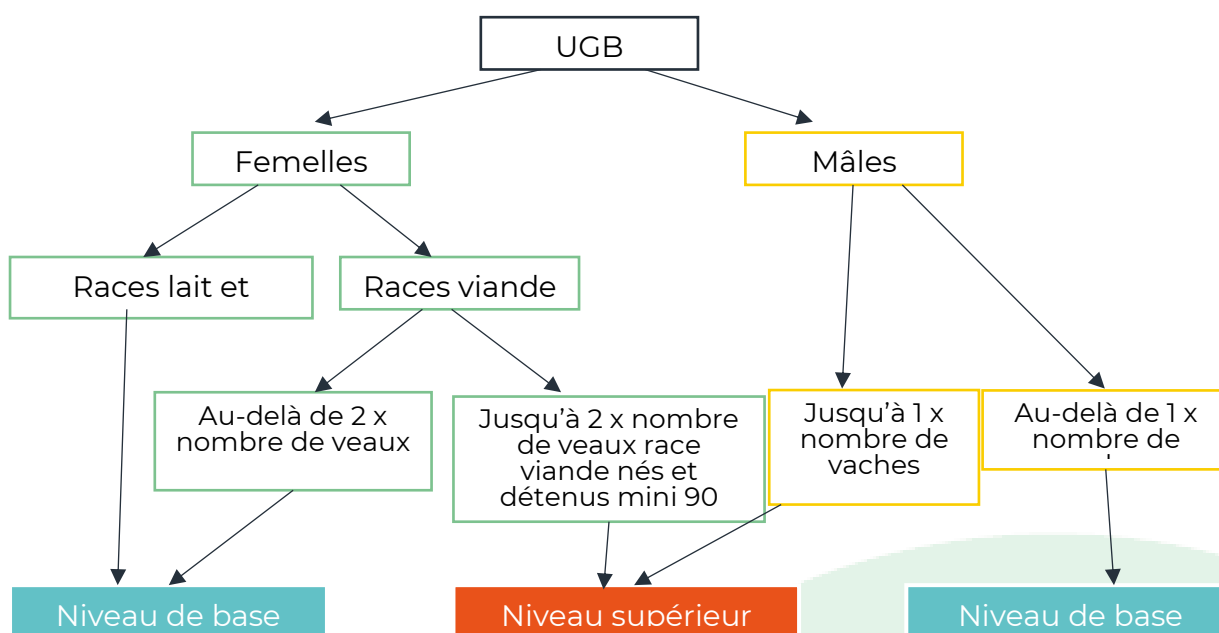 UGB
Femelles
Mâles
Races lait et
Races viande
Au-delà de 2 x
nombre de veaux
Jusqu’à 2 x nombre
de veaux race
viande nés et
détenus mini 90
Jusqu’à 1 x
nombre de
vaches
Au-delà de 1 x
nombre de
Niveau de base
Niveau supérieur
Niveau de base